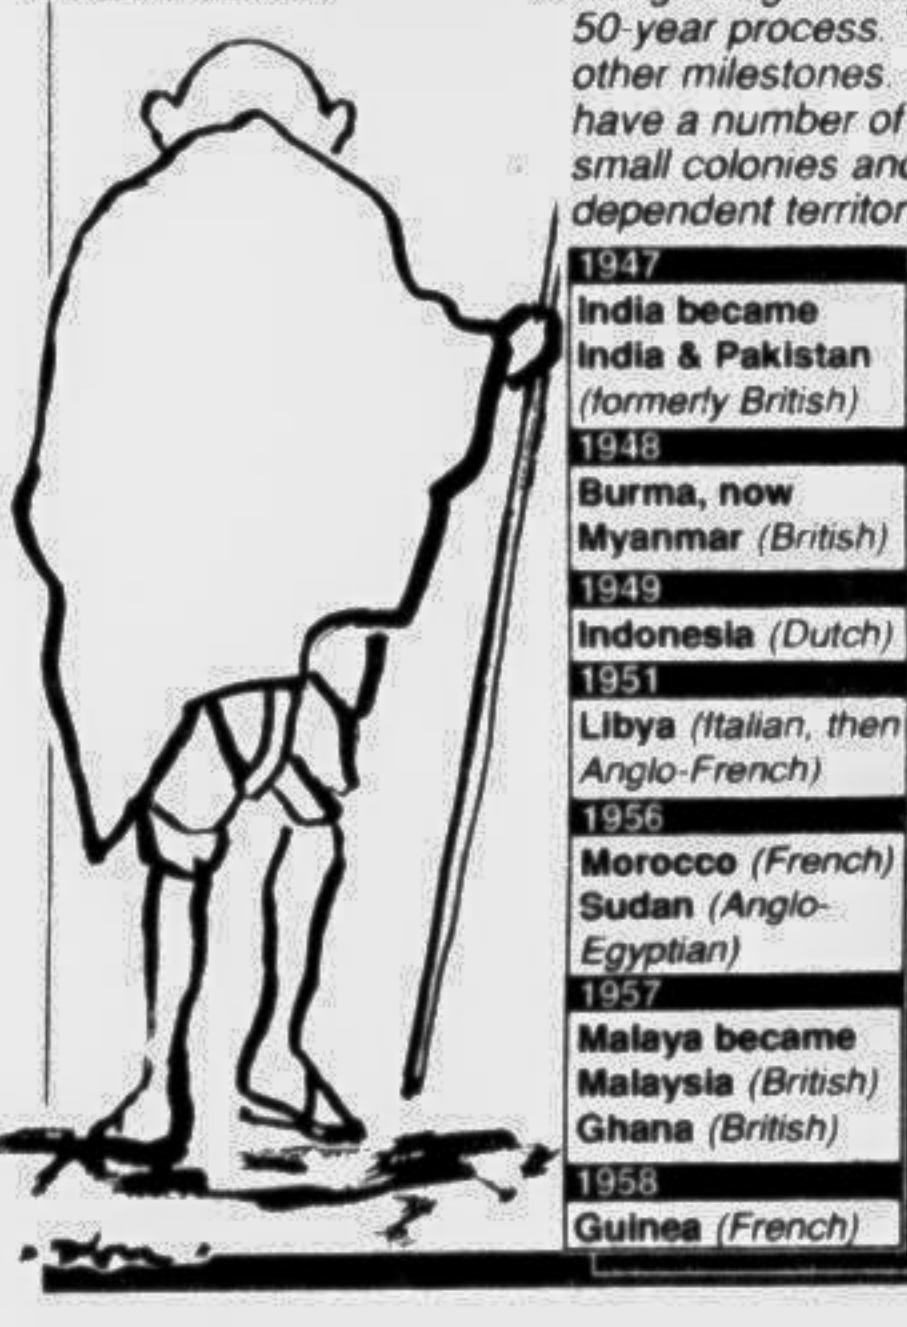 50-year process.
other milestones.
have a number of
small colonies and
dependent territor
1947
India became
India & Pakistan
(formerly British)
1948
Burma, now
Myanmar (British)
1949
Indonesia (Dutch)
1951
Libya (Italian, then
Anglo-French)
1956
Morocco (French)
Sudan (Anglo-
Egyptian)
1957
Malaya became
Malaysia (British)
Ghana (British)
1958
Guinea (French)